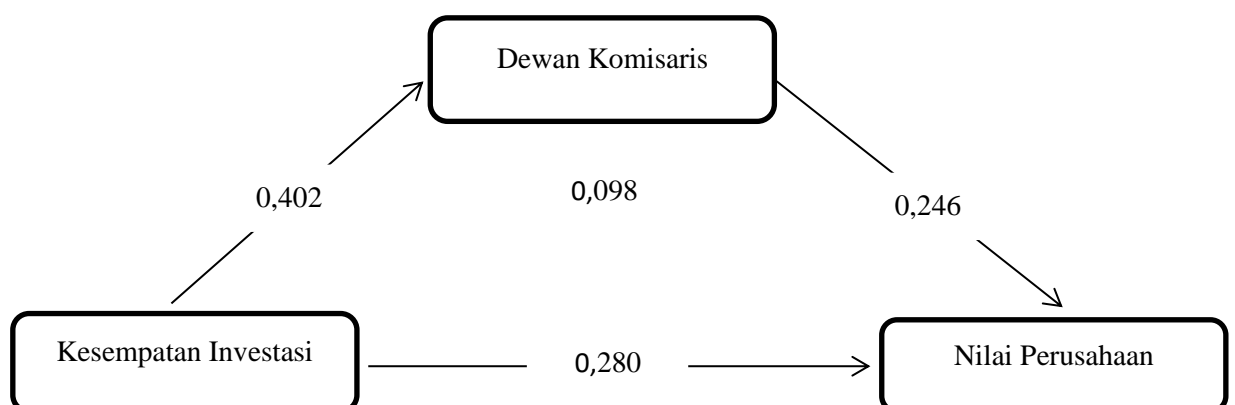 Dewan Komisaris
0,402
0,098
0,246
Kesempatan Investasi
0,280
Nilai Perusahaan